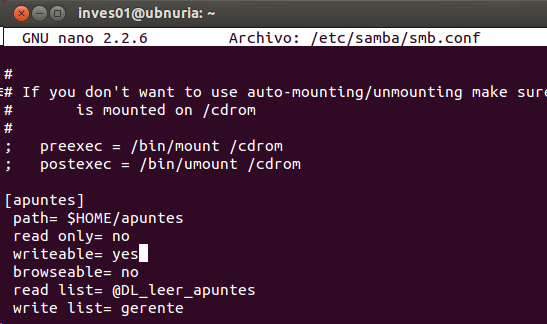 inves01@ubnuria: ~
GNU nano 2.2.6 Archivo: /etc/samba/smb.conf
#
# If you don't want to use auto-mounting/unmounting make sure
# is mounted on /cdrom
#
; preexec = /bin/mount /cdrom
; postexec = /bin/umount /cdrom
[apuntes]
path= $HOME/apuntes
read only= no
writeable= yes
browseable= no
read list= @DL_leer_apuntes
write list= gerente